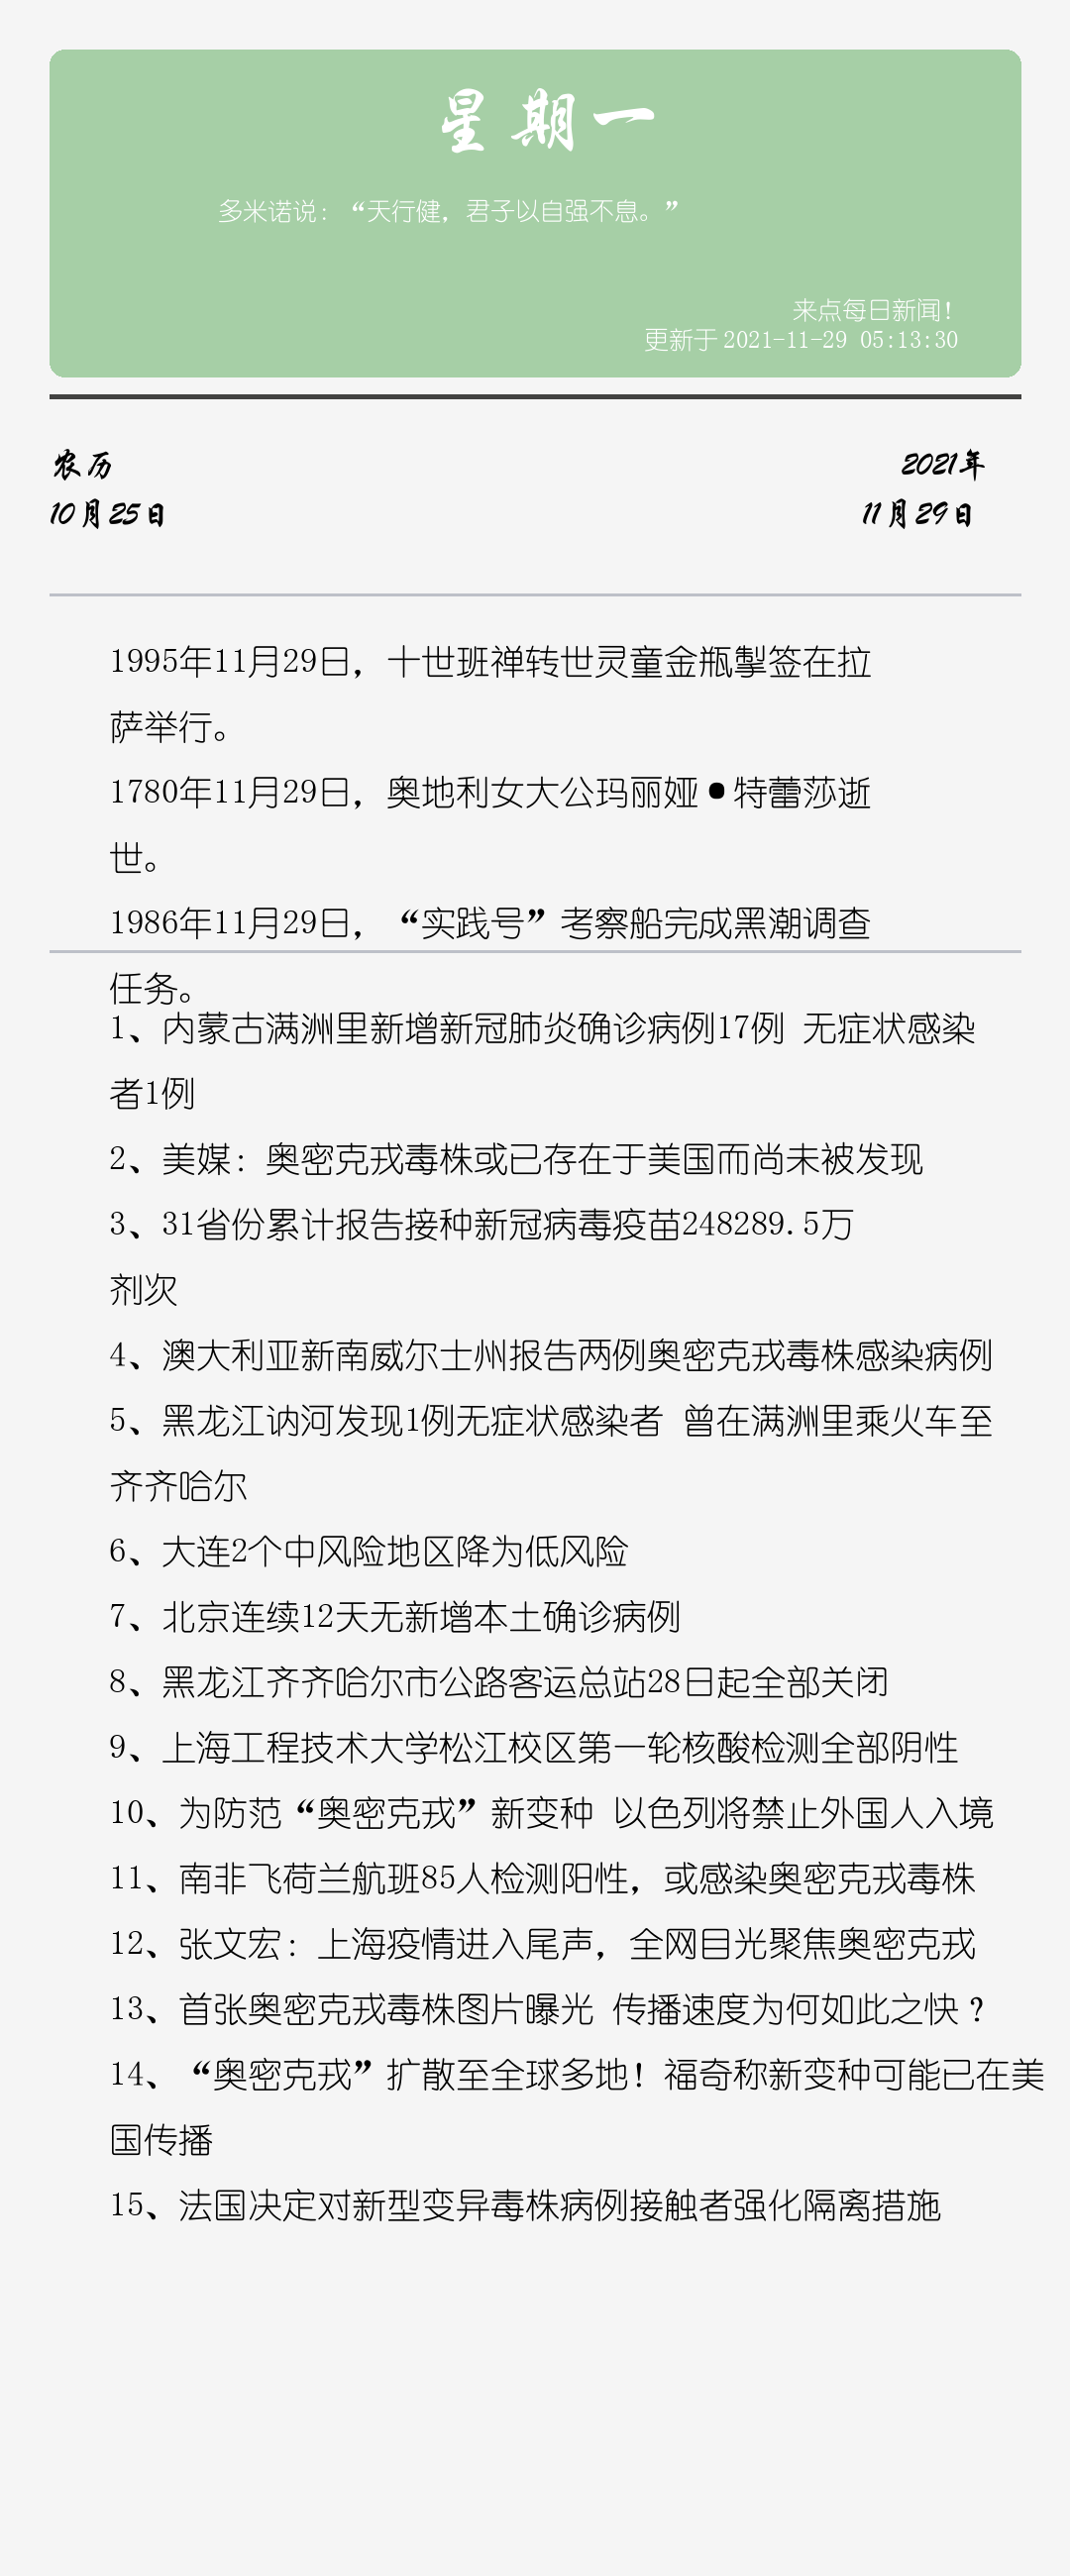 星期一
多米诺说：“天行健，君子以自强不息。”
来点每日新闻！
更新于 2021-11-29 05:13:30
农历
10月25日
2021年
11月29日
1995年11月29日，十世班禅转世灵童金瓶掣签在拉
萨举行。
1780年11月29日，奥地利女大公玛丽娅•特蕾莎逝
世。
1986年11月29日，“实践号”考察船完成黑潮调查
任务。
1、内蒙古满洲里新增新冠肺炎确诊病例17例 无症状感染
者1例
2、美媒：奥密克戎毒株或已存在于美国而尚未被发现
3、31省份累计报告接种新冠病毒疫苗248289.5万
剂次
4、澳大利亚新南威尔士州报告两例奥密克戎毒株感染病例
5、黑龙江讷河发现1例无症状感染者 曾在满洲里乘火车至
齐齐哈尔
6、大连2个中风险地区降为低风险
7、北京连续12天无新增本土确诊病例
8、黑龙江齐齐哈尔市公路客运总站28日起全部关闭
9、上海工程技术大学松江校区第一轮核酸检测全部阴性
10、为防范“奥密克戎”新变种 以色列将禁止外国人入境
11、南非飞荷兰航班85人检测阳性，或感染奥密克戎毒株
12、张文宏：上海疫情进入尾声，全网目光聚焦奥密克戎
13、首张奥密克戎毒株图片曝光 传播速度为何如此之快？
14、“奥密克戎”扩散至全球多地！福奇称新变种可能已在美
国传播
15、法国决定对新型变异毒株病例接触者强化隔离措施